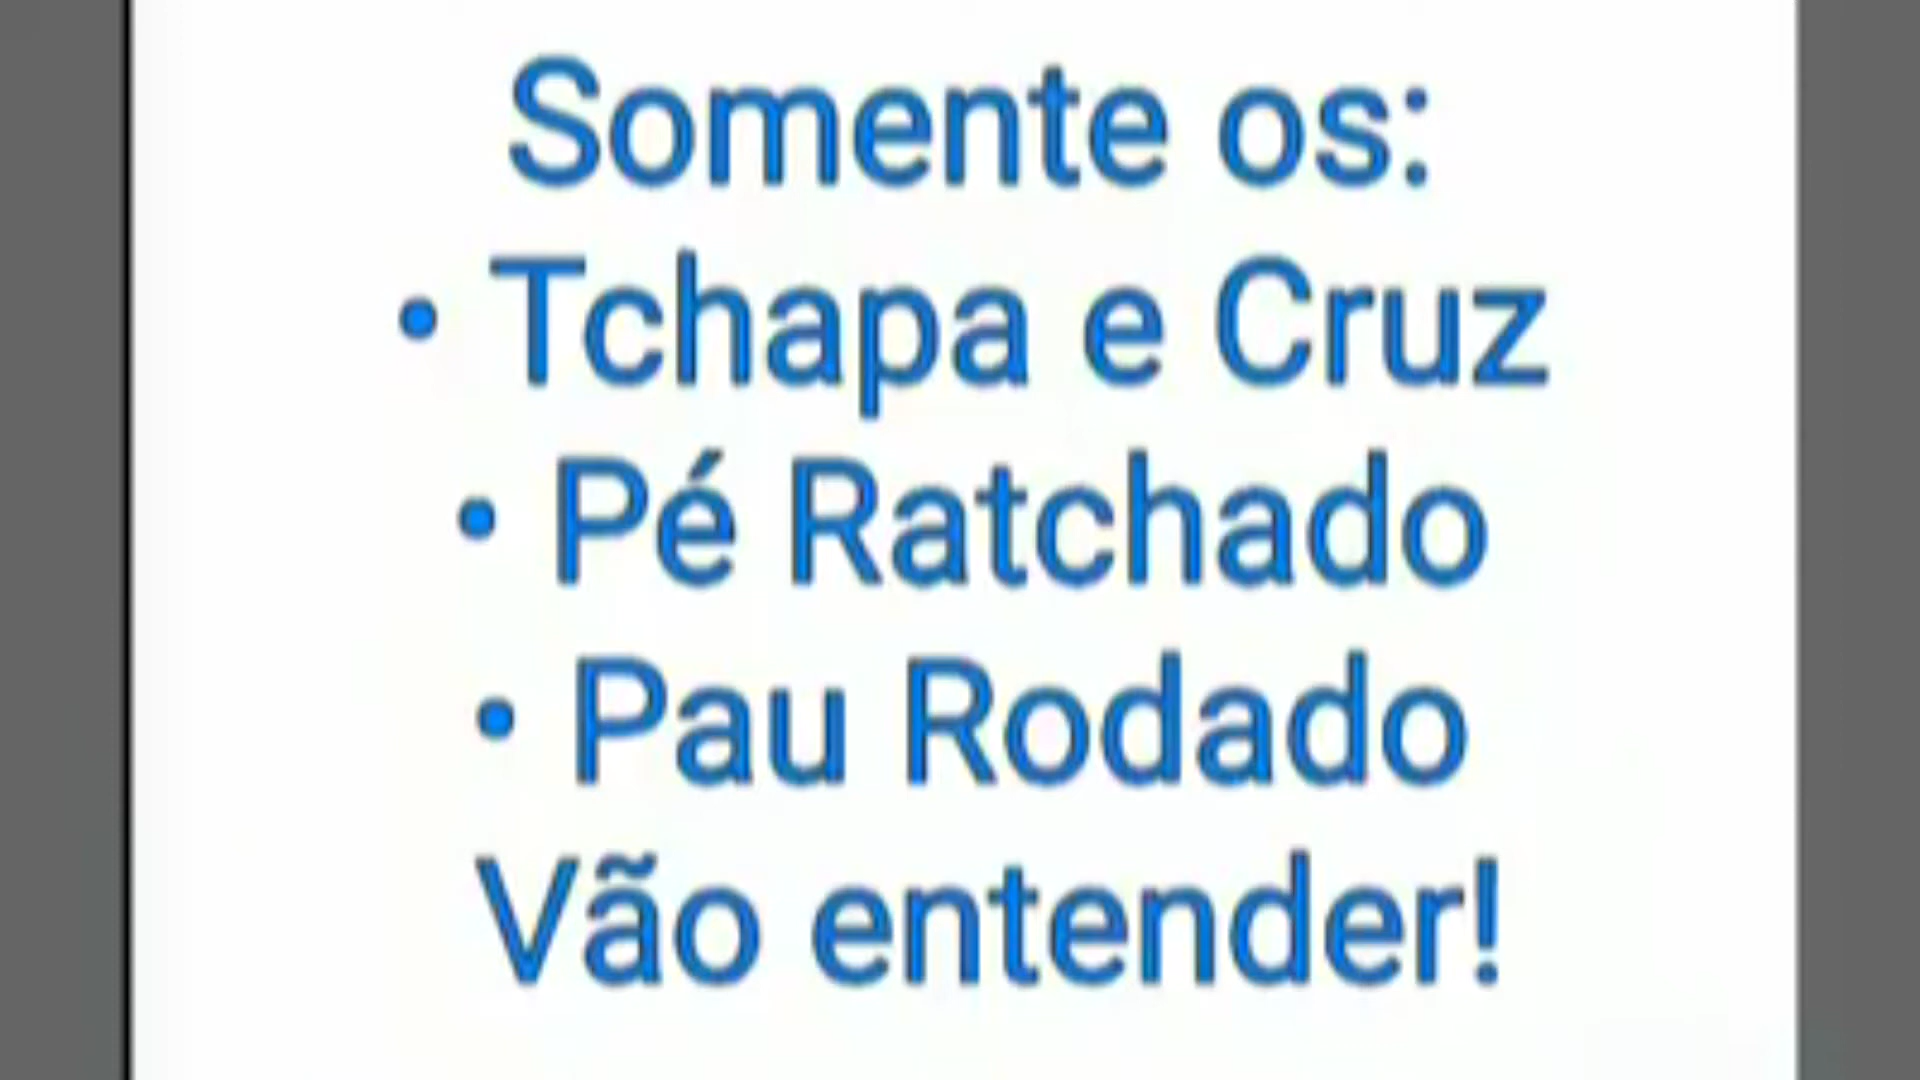 Somente os:
• Tchapa e Cruz
• Pé Ratchado
• Pau Rodado
Vão entender!